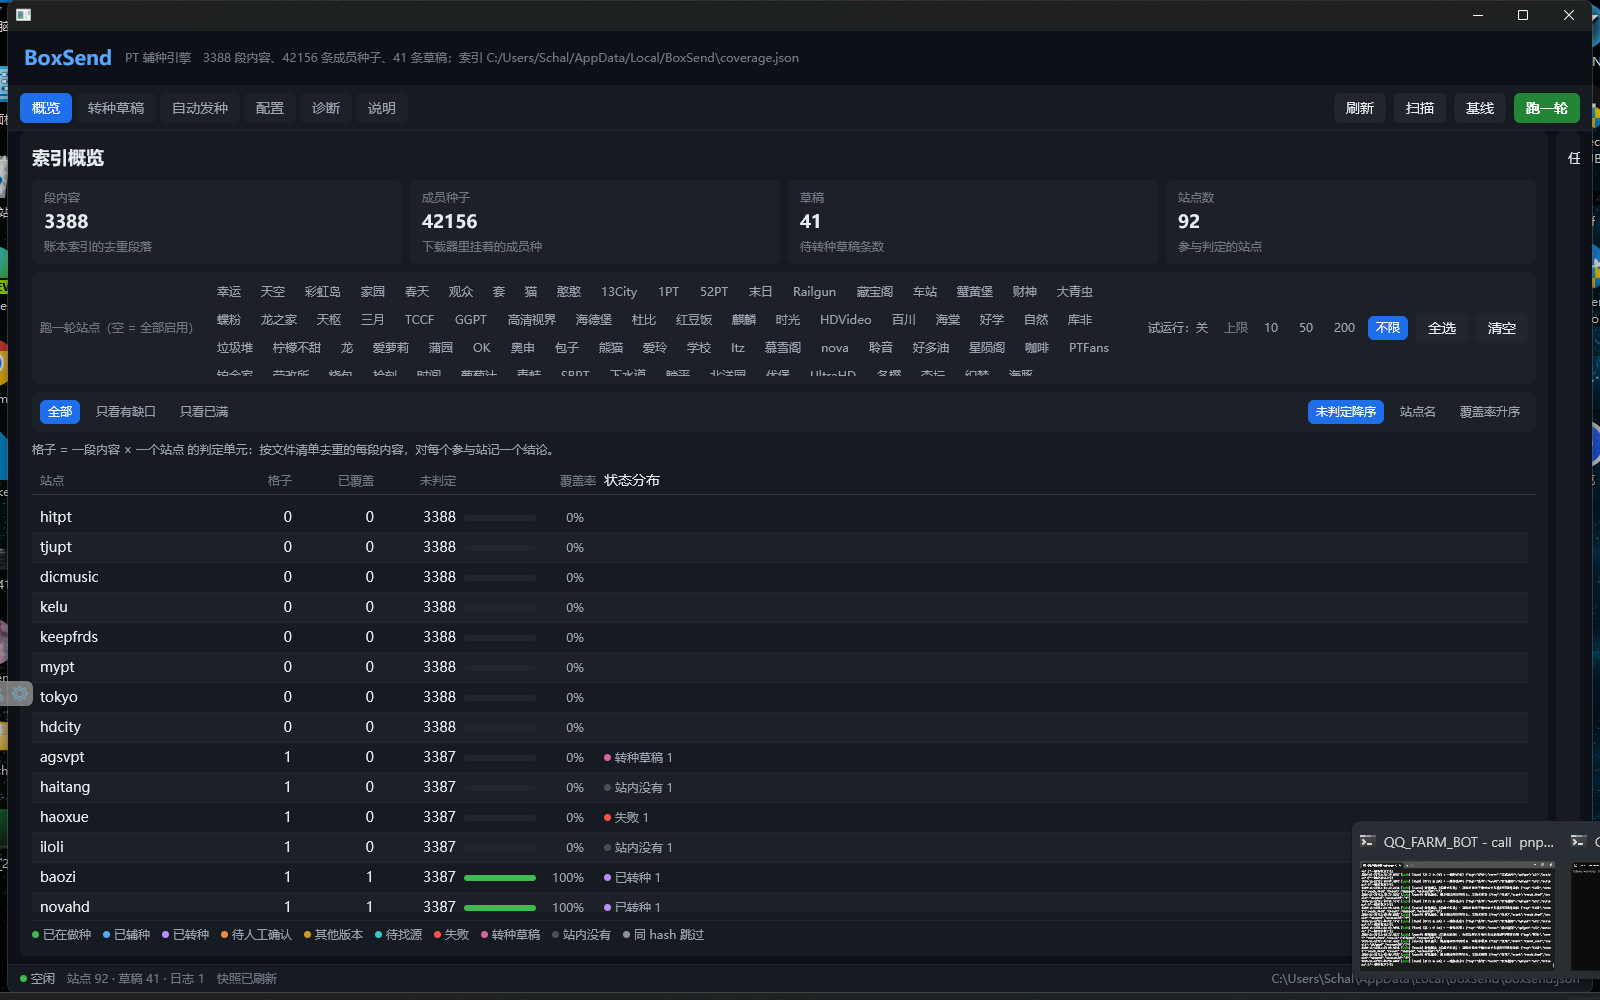 BoxSend PT 辅种引擎 3388 段内容、42156 条成员种子、41 条草稿；索引 C:/Users/Schal/AppData/Local/BoxSend\coverage.json
概览 转种草稿 自动发种 配置 诊断 说明 刷新 扫描 基线 跑一轮
索引概览 任
段内容 成员种子 草稿 站点数
3388 42156 41 92
账本索引的去重段落 下载器里挂着的成员种 待转种草稿条数 参与判定的站点
幸运 天空 彩虹岛 家园 春天 观众 套 猫 憨憨 13City 1PT 52PT 末日 Railgun 藏宝阁 车站 蟹黄堡 财神 大青虫
蝶粉 龙之家 天枢 三月 TCCF GGPT 高清视界 海德堡 杜比 红豆饭 麒麟 时光 HDVideo 百川 海棠 好学 自然 库非
跑一轮站点（空 = 全部启用） 试运行：关 上限 10 50 200 不限 全选 清空
垃圾堆 柠檬不甜 龙 爱萝莉 蒲园 OK 奥申 包子 熊猫 爱玲 学校 ltz 慕雪阁 nova 聆音 好多油 星陨阁 咖啡 PTFans
全部 只看有缺口 只看已满 未判定降序 站点名 覆盖率升序
格子 = 一段内容 × 一个站点 的判定单元：按文件清单去重的每段内容，对每个参与站记一个结论。
站点 格子 已覆盖 未判定 覆盖率 状态分布
hitpt 0 0 3388 0%
tjupt 0 0 3388 0%
dicmusic 0 0 3388 0%
kelu 0 0 3388 0%
keepfrds 0 0 3388 0%
mypt 0 0 3388 0%
tokyo 0 0 3388 0%
hdcity 0 0 3388 0%
agsvpt 1 0 3387 0% 转种草稿 1
haitang 1 0 3387 0% 站内没有 1
haoxue 1 0 3387 0% 失败 1
iloli 1 0 3387 0% 站内没有 1
baozi 1 1 3387 100% 已转种 1
novahd 1 1 3387 100% 已转种 1
已在做种 已辅种 已转种 待人工确认 其他版本 待找源 失败 转种草稿 站内没有 同 hash 跳过
QQ_FARM_BOT - call pnp...
空闲 站点 92 · 草稿 41 · 日志 1 快照已刷新 C:\Users\Schal\AppData\Local\BoxSend\boxsend.json